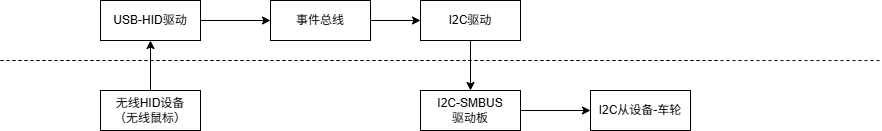 USB-HID驱动
事件总线
I2C驱动
无线HID设备
（无线鼠标）
I2C-SMBUS
驱动板
I2C从设备-车轮